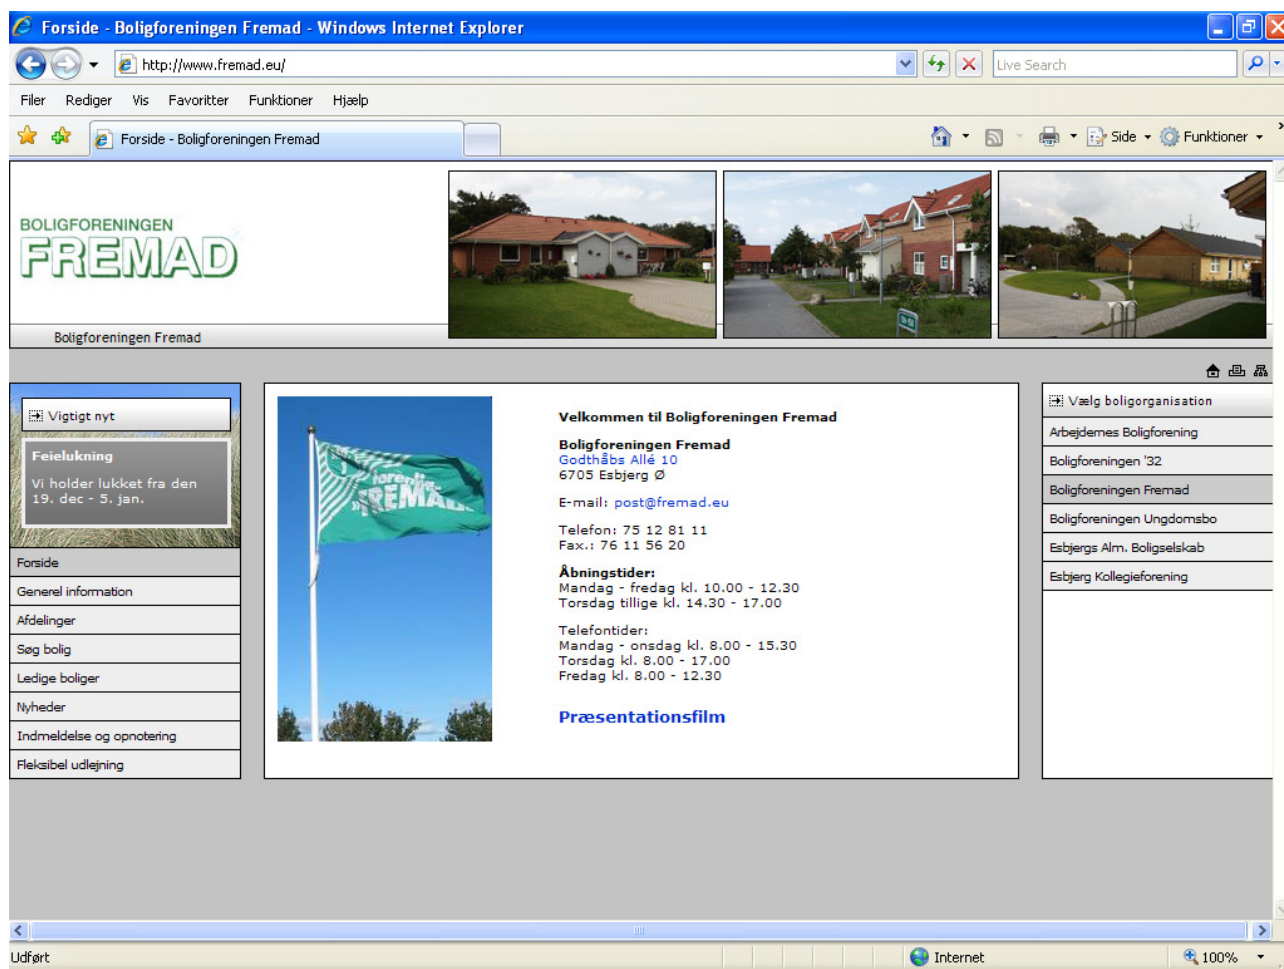 Forside - Boligforeningen Fremad - Windows Internet Explorer
http://www.fremad.eu/
Live Search
Filer Rediger Vis Favoritter Funktioner Hjælp
Forside - Boligforeningen Fremad
Side
Funktioner
BOLIGFORENINGEN
FREMAD
Boligforeningen Fremad
Vigtigt nyt
Feielukning
Vi holder lukket fra den
19. dec - 5. jan.
Forside
Generel information
Afdelinger
Søg bolig
Ledige boliger
Nyheder
Indmeldelse og opnotering
Fleksibel udlejning
forenin
FREMAD
Velkommen til Boligforeningen Fremad
Boligforeningen Fremad
Godthåbs Allé 10
6705 Esbjerg Ø
E-mail: post@fremad.eu
Telefon: 75 12 81 11
Fax.: 76 11 56 20
Åbningstider:
Mandag - fredag kl. 10.00 - 12.30
Torsdag tillige kl. 14.30 - 17.00
Telefontider:
Mandag - onsdag kl. 8.00 - 15.30
Torsdag kl. 8.00 - 17.00
Fredag kl. 8.00 - 12.30
Præsentationsfilm
Vælg boligorganisation
Arbejdernes Boligforening
Boligforeningen '32
Boligforeningen Fremad
Boligforeningen Ungdomsbo
Esbjergs Alm. Boligselskab
Esbjerg Kollegieforening
Udført
Internet
100%